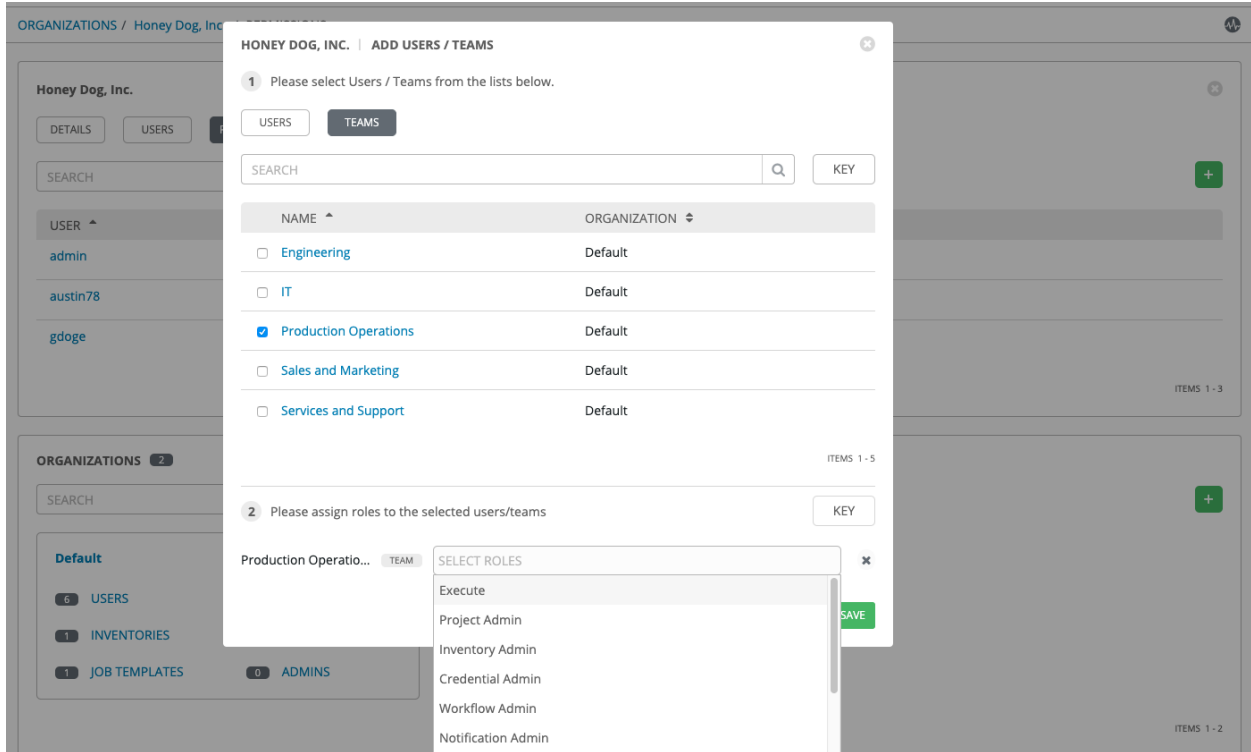 ORGANIZATIONS / Honey Dog, Inc
HONEY DOG, INC. | ADD USERS / TEAMS
1 Please select Users / Teams from the lists below.
USERS TEAMS
SEARCH KEY
NAME ORGANIZATION
Engineering Default
IT Default
Production Operations Default
Sales and Marketing Default
Services and Support Default
ITEMS 1 - 5
2 Please assign roles to the selected users/teams KEY
Production Operatio... TEAM SELECT ROLES
Execute
Project Admin
Inventory Admin
Credential Admin
Workflow Admin
Notification Admin
SAVE
Honey Dog, Inc.
DETAILS USERS
SEARCH
USER
admin
austin78
gdoge
ITEMS 1 - 3
ORGANIZATIONS 2
SEARCH
Default
6 USERS
1 INVENTORIES
1 JOB TEMPLATES 0 ADMINS
ITEMS 1 - 2